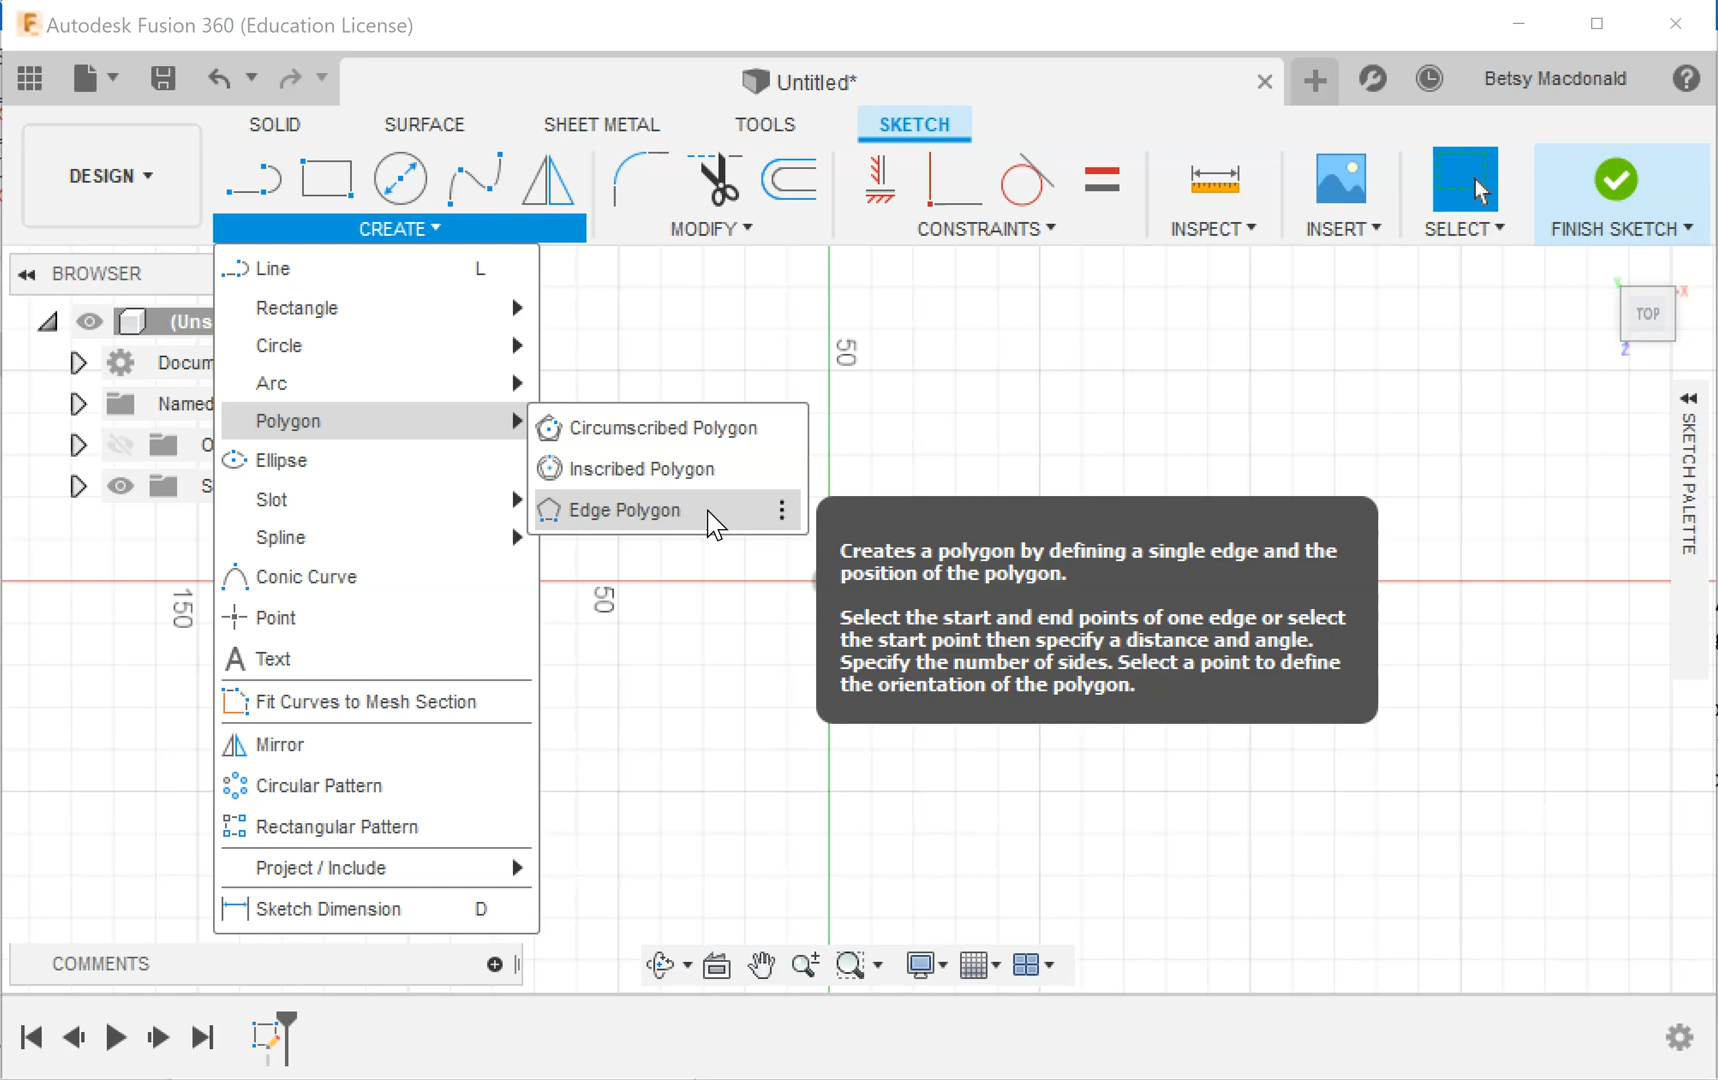 Autodesk Fusion 360 (Education License)
Untitled*
Betsy Macdonald
SOLID
SURFACE
SHEET METAL
TOOLS
SKETCH
DESIGN
CREATE
MODIFY
CONSTRAINTS
INSPECT
INSERT
SELECT
FINISH SKETCH
BROWSER
(Uns
Docum
Named
O
S
Line L
Rectangle
Circle
Arc
Polygon
Ellipse
Slot
Spline
Conic Curve
Point
Text
Fit Curves to Mesh Section
Mirror
Circular Pattern
Rectangular Pattern
Project / Include
Sketch Dimension D
Circumscribed Polygon
Inscribed Polygon
Edge Polygon
Creates a polygon by defining a single edge and the
position of the polygon.
Select the start and end points of one edge or select
the start point then specify a distance and angle.
Specify the number of sides. Select a point to define
the orientation of the polygon.
50
150
50
Y
X
TOP
Z
SKETCH PALETTE
COMMENTS